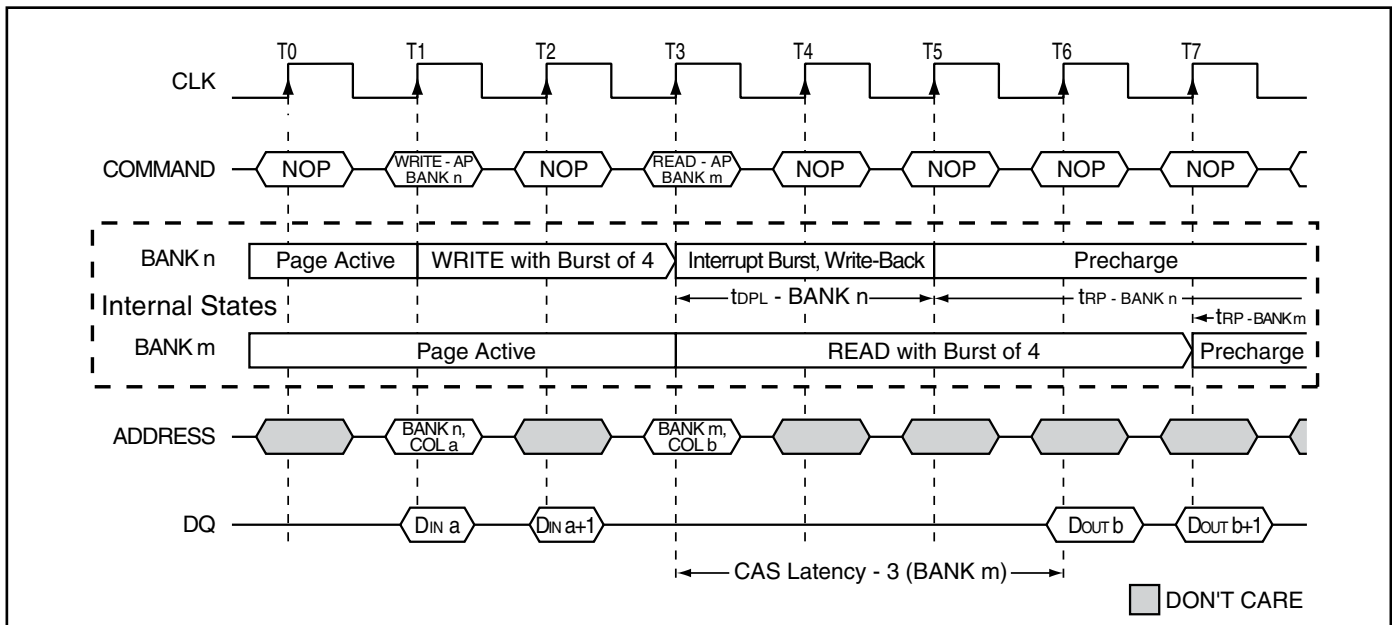 T0 T1 T2 T3 T4 T5 T6 T7
CLK
COMMAND NOP WRITE - AP BANK n NOP READ - AP BANK m NOP NOP NOP NOP
BANK n Page Active WRITE with Burst of 4 Interrupt Burst, Write-Back Precharge
tDPL - BANK n tRP - BANK n
Internal States
tRP - BANK m
BANK m Page Active READ with Burst of 4 Precharge
ADDRESS BANK n, COL a BANK m, COL b
DQ DIN a DIN a+1 DOUT b DOUT b+1
CAS Latency - 3 (BANK m)
DON'T CARE